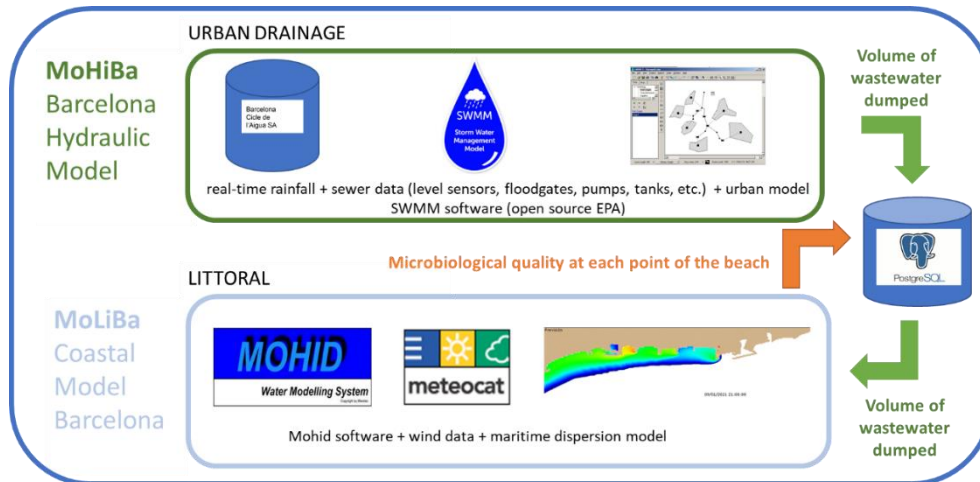 URBAN DRAINAGE
MoHiBa
Barcelona
Hydraulic
Model
Barcelona
Cicle de
l'Aigua SA
SWMM
Storm Water
Management
Model
real-time rainfall + sewer data (level sensors, floodgates, pumps, tanks, etc.) + urban model
SWMM software (open source EPA)
Volume of
wastewater
dumped
Microbiological quality at each point of the beach
PostgreSQL
LITTORAL
MoLiBa
Coastal
Model
Barcelona
MOHID
Water Modelling System
meteocat
Mohid software + wind data + maritime dispersion model
Volume of
wastewater
dumped